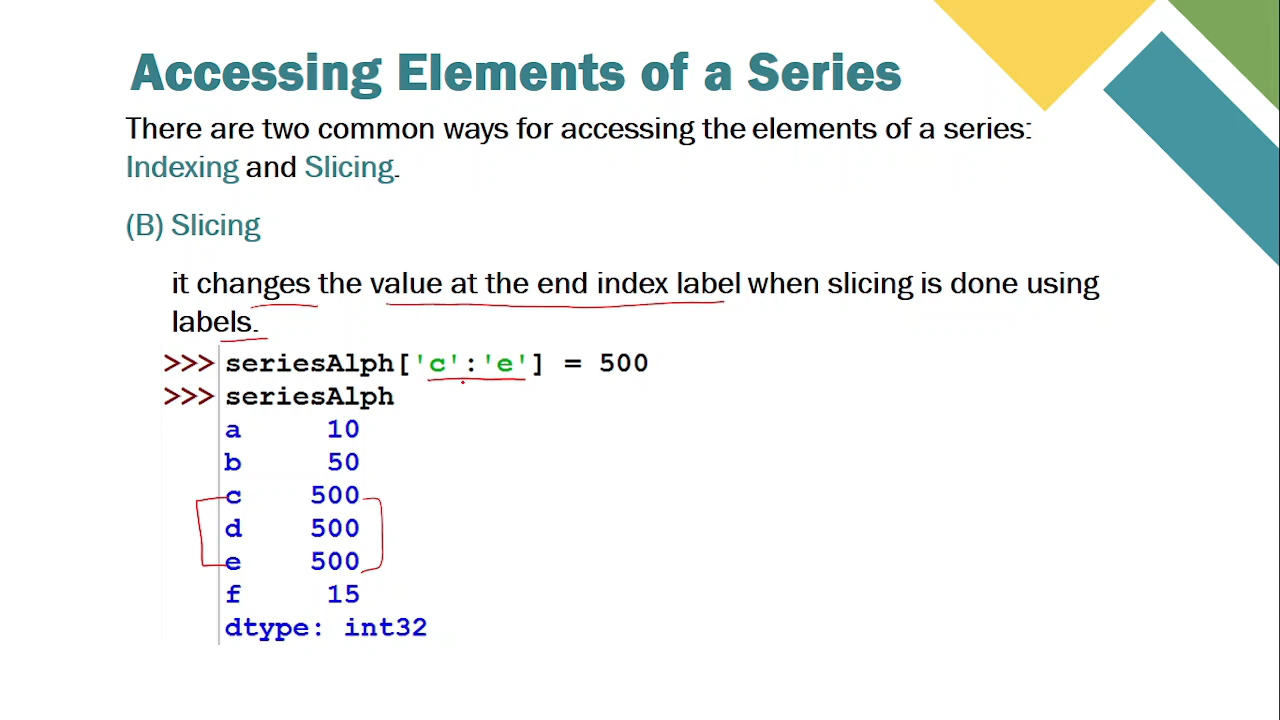 Accessing Elements of a Series
There are two common ways for accessing the elements of a series:
Indexing and Slicing.
(B) Slicing
it changes the value at the end index label when slicing is done using
labels.
>>> seriesAlph['c':'e'] = 500
>>> seriesAlph
a 10
b 50
c 500
d 500
e 500
f 15
dtype: int32